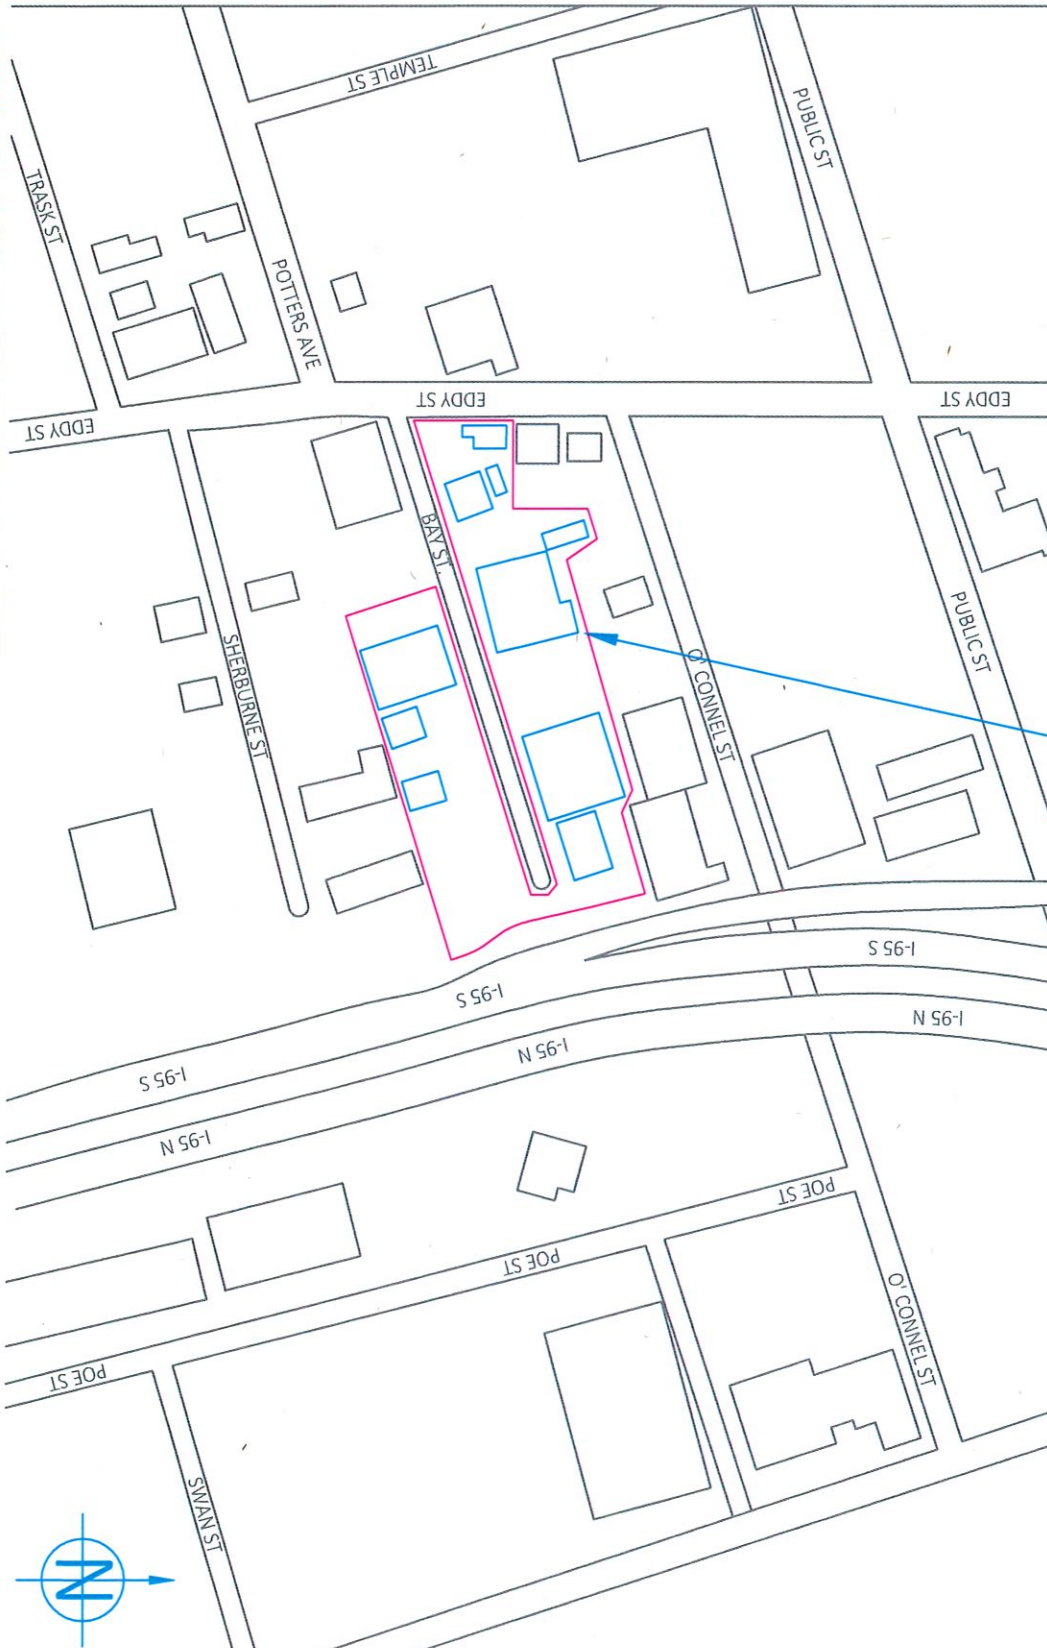 TEMPLE ST
PUBLIC ST
TRASK ST
POTTERS AVE
EDDY ST
EDDY ST
EDDY ST
BAY ST.
SHERBURNE ST
O' CONNEL ST
PUBLIC ST
I-95 S
I-95 S
I-95 S
I-95 N
I-95 N
I-95 N
POE ST
POE ST
POE ST
O' CONNEL ST
SWAN ST
N